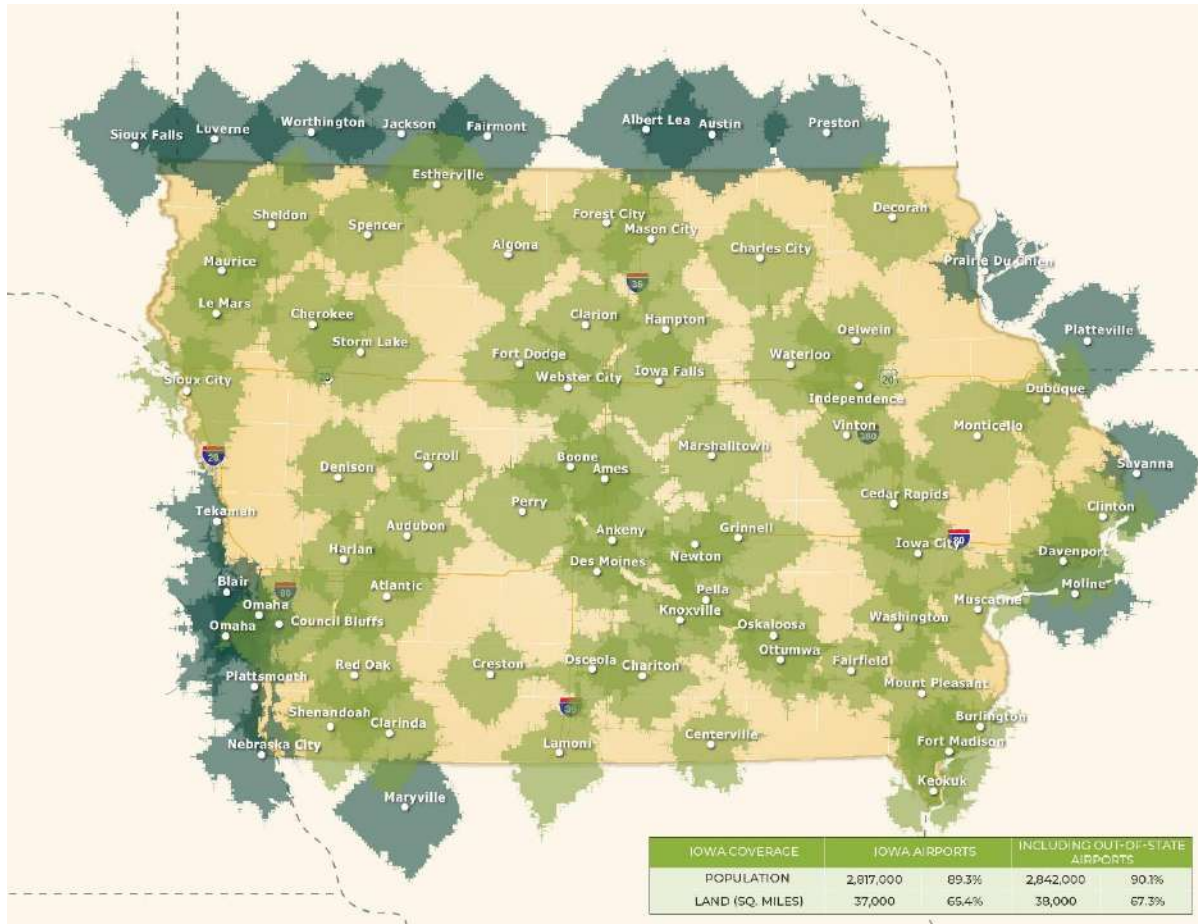 Sioux Falls
Luverne
Worthington
Jackson
Fairmont
Albert Lea
Austin
Preston
Estherville
Sheldon
Spencer
Algona
Forest City
Mason City
Charles City
Decorah
Prairie Du Chien
Maurice
Le Mars
Cherokee
Storm Lake
Clarion
Hampton
35
Oelwein
Platteville
Fort Dodge
Webster City
Iowa Falls
Waterloo
Independence
20
Dubuque
Sioux City
29
Denison
Carroll
Boone
Ames
Marshalltown
Vinton
380
Monticello
Savanna
Tekamah
Harlan
Audubon
Perry
Ankeny
Des Moines
Newton
Grinnell
Cedar Rapids
Iowa City
80
Clinton
Davenport
Moline
Blair
Omaha
Omaha
80
Council Bluffs
Atlantic
Pella
Knoxville
Oskaloosa
Ottumwa
Washington
Muscatine
Plattsmouth
Red Oak
Creston
Osceola
Chariton
Fairfield
Mount Pleasant
Nebraska City
Shenandoah
Clarinda
Lamoni
Centerville
Burlington
Fort Madison
Keokuk
Maryville
IOWA COVERAGE IOWA AIRPORTS INCLUDING OUT-OF-STATE AIRPORTS
POPULATION 2,817,000 89.3% 2,842,000 90.1%
LAND (SQ. MILES) 37,000 65.4% 38,000 67.3%